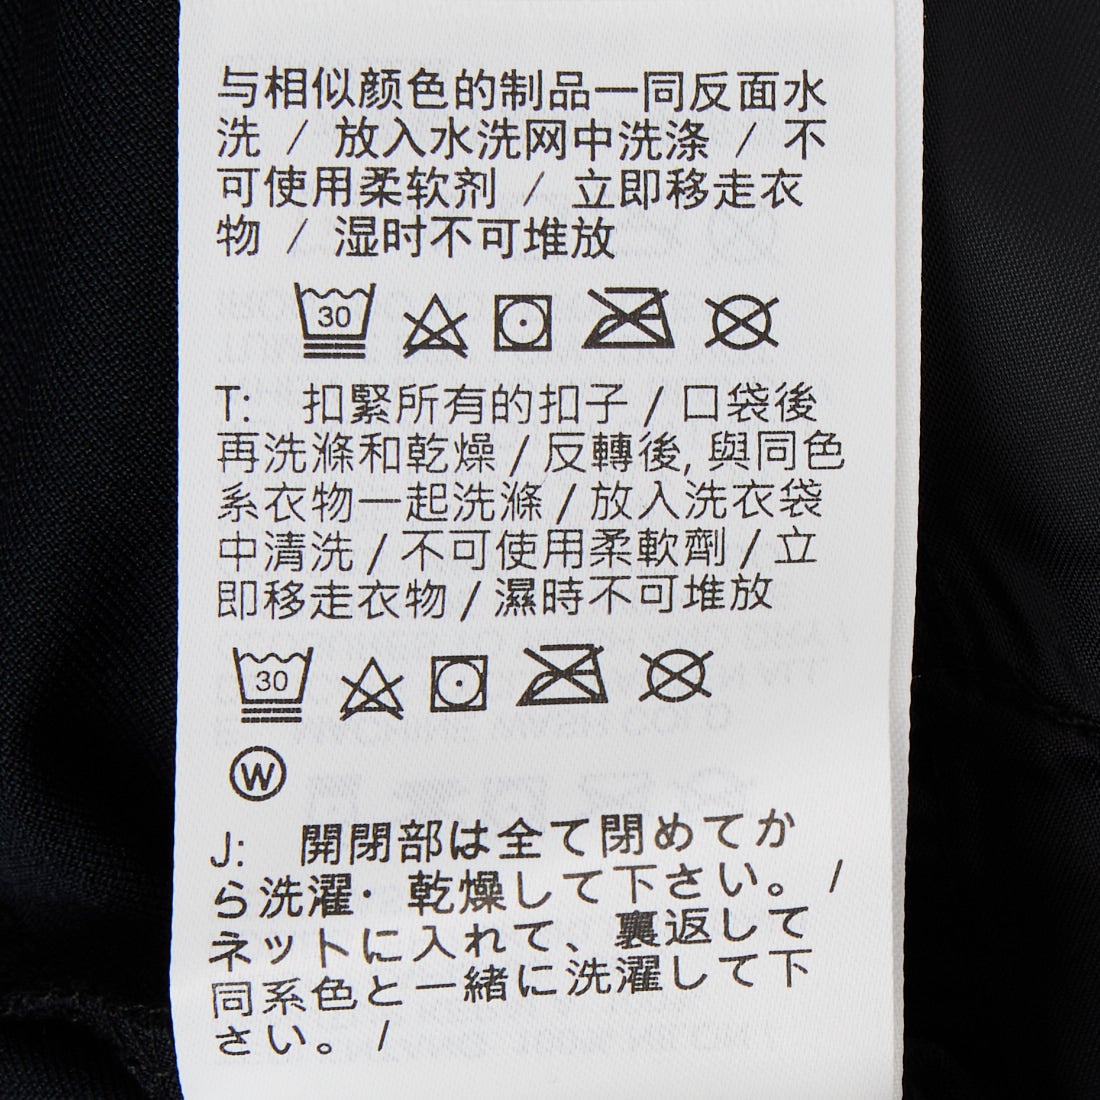 与相似颜色的制品一同反面水
洗 / 放入水洗网中洗涤 / 不
可使用柔软剂 / 立即移走衣
物 / 湿时不可堆放
30
T: 扣緊所有的扣子 / 口袋後
再洗滌和乾燥 / 反轉後, 與同色
系衣物一起洗滌 / 放入洗衣袋
中清洗 / 不可使用柔軟劑 / 立
即移走衣物 / 濕時不可堆放
30
W
J: 開閉部は全て閉めてか
ら洗濯・乾燥して下さい。 /
ネットに入れて、裏返して
同系色と一緒に洗濯して下
さい。 /